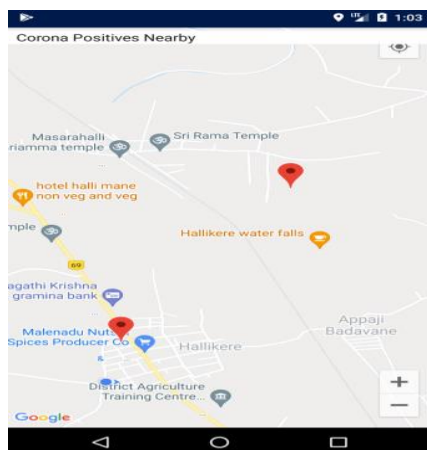 LTE 1:03
Corona Positives Nearby
Masarahalli
riamma temple
Sri Rama Temple
hotel halli mane
non veg and veg
mple
Hallikere water falls
69
agathi Krishna
gramina bank
Appaji
Badavane
Malenadu Nuts
Spices Producer Co
Hallikere
District Agriculture
Training Centre...
+
−
Google